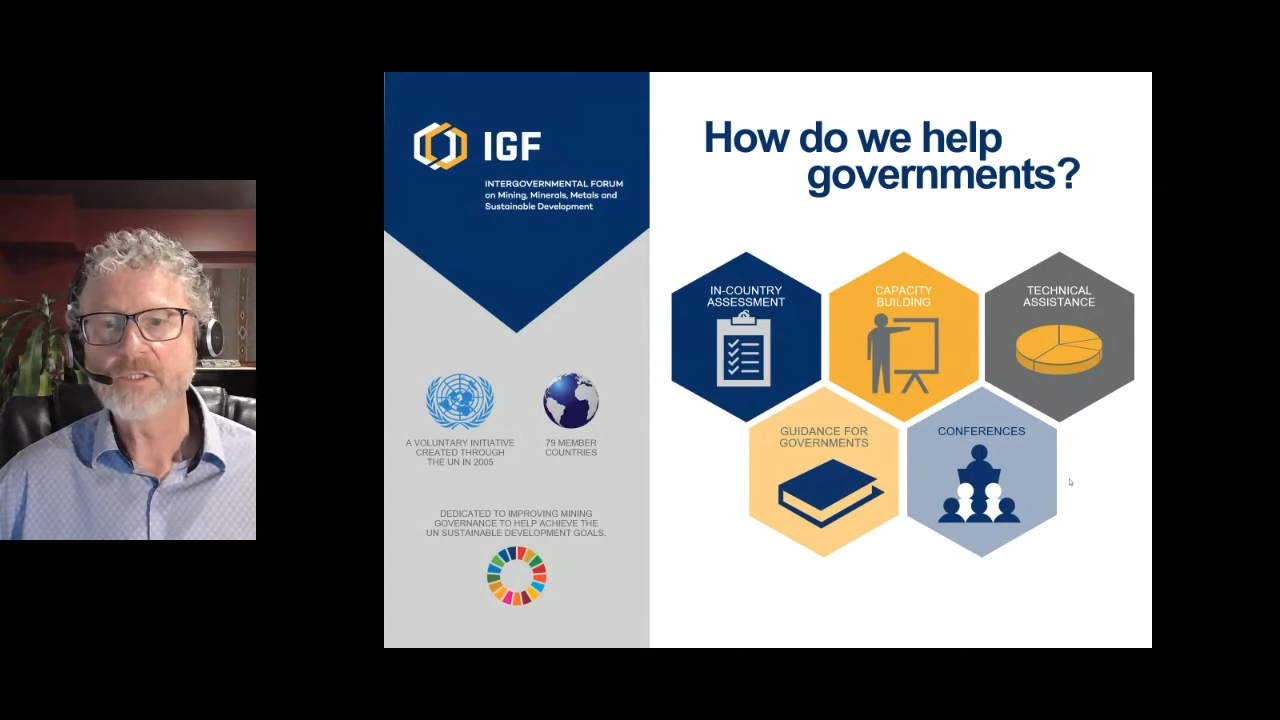 IGF
INTERGOVERNMENTAL FORUM
on Mining, Minerals, Metals and
Sustainable Development
A VOLUNTARY INITIATIVE
CREATED THROUGH
THE UN IN 2005
79 MEMBER
COUNTRIES
DEDICATED TO IMPROVING MINING
GOVERNANCE TO HELP ACHIEVE THE
UN SUSTAINABLE DEVELOPMENT GOALS.
How do we help
governments?
IN-COUNTRY
ASSESSMENT
CAPACITY
BUILDING
TECHNICAL
ASSISTANCE
GUIDANCE FOR
GOVERNMENTS
CONFERENCES